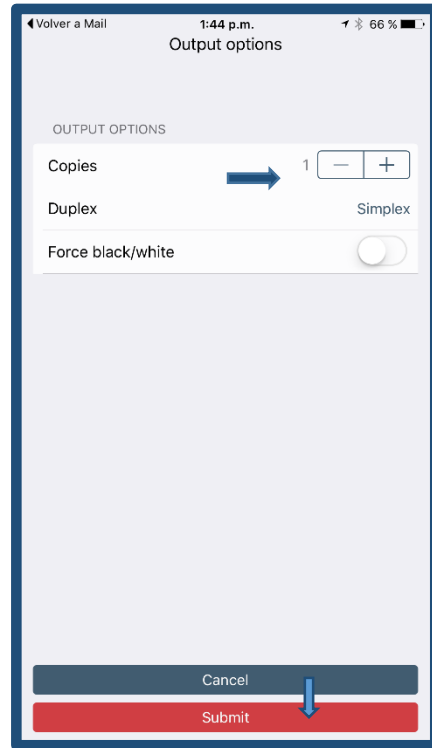 Volver a Mail 1:44 p.m. 66 %
Output options
OUTPUT OPTIONS
Copies 1 — +
Duplex Simplex
Force black/white
Cancel
Submit